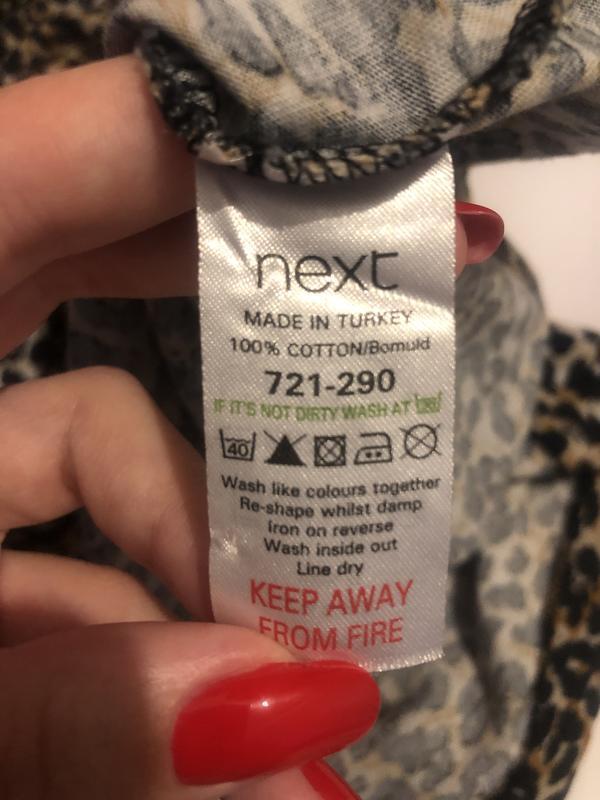 next
MADE IN TURKEY
100% COTTON/Bomuld
721-290
IF IT'S NOT DIRTY WASH AT
40
Wash like colours together
Re-shape whilst damp
Iron on reverse
Wash inside out
Line dry
KEEP AWAY
FROM FIRE